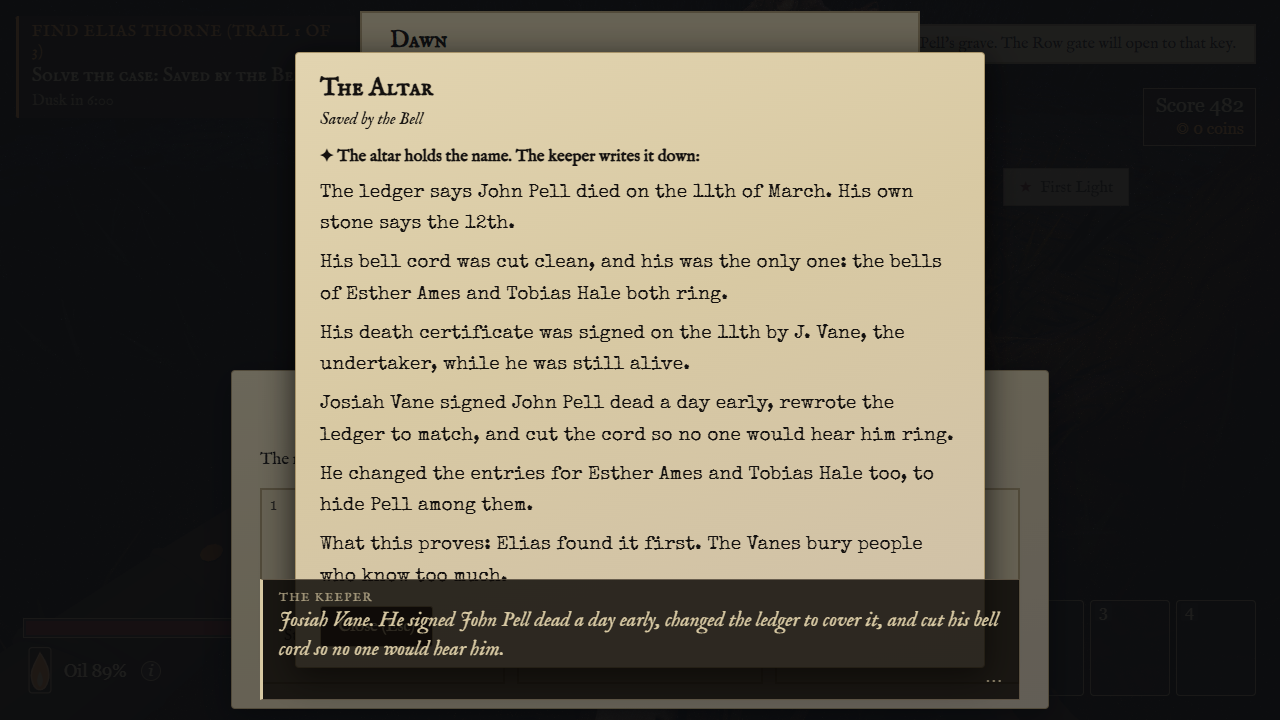 FIND ELIAS THORNE (TRAIL 1 OF
3)
SOLVE THE CASE: SAVED BY THE BE
Dusk in 6:00
DAWN
Pell's grave. The Row gate will open to that key.
Score 482
0 coins
★ First Light
THE ALTAR
Saved by the Bell
✦ The altar holds the name. The keeper writes it down:
The ledger says John Pell died on the 11th of March. His own
stone says the 12th.
His bell cord was cut clean, and his was the only one: the bells
of Esther Ames and Tobias Hale both ring.
His death certificate was signed on the 11th by J. Vane, the
undertaker, while he was still alive.
Josiah Vane signed John Pell dead a day early, rewrote the
ledger to match, and cut the cord so no one would hear him ring.
He changed the entries for Esther Ames and Tobias Hale too, to
hide Pell among them.
What this proves: Elias found it first. The Vanes bury people
who know too much.
The
1
THE KEEPER
Josiah Vane. He signed John Pell dead a day early, changed the ledger to cover it, and cut his bell
cord so no one would hear him.
...
3
4
Oil 89%
i